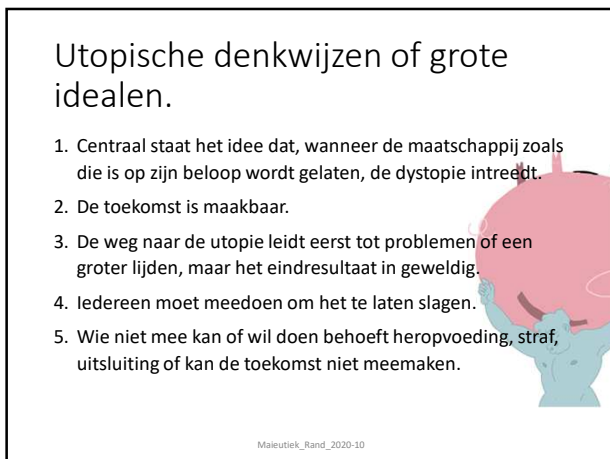 Utopische denkwijzen of grote
idealen.
1. Centraal staat het idee dat, wanneer de maatschappij zoals
die is op zijn beloop wordt gelaten, de dystopie intreedt.
2. De toekomst is maakbaar.
3. De weg naar de utopie leidt eerst tot problemen of een
groter lijden, maar het eindresultaat in geweldig.
4. Iedereen moet meedoen om het te laten slagen.
5. Wie niet mee kan of wil doen behoeft heropvoeding, straf,
uitsluiting of kan de toekomst niet meemaken.
Maieutiek_Rand_2020-10